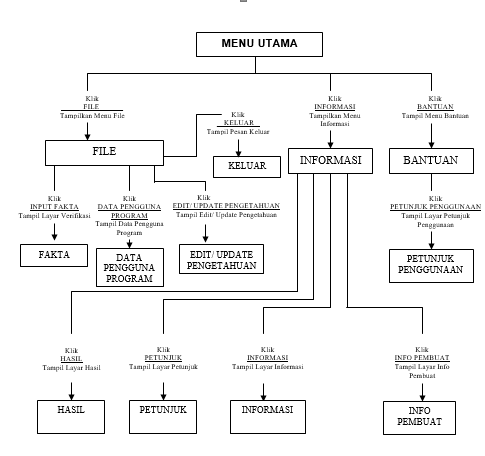 MENU UTAMA
Klik
FILE
Tampilkan Menu File
Klik
KELUAR
Tampil Pesan Keluar
Klik
INFORMASI
Tampilkan Menu
Informasi
Klik
BANTUAN
Tampil Menu Bantuan
FILE
KELUAR
INFORMASI
BANTUAN
Klik
INPUT FAKTA
Tampil Layar Verifikasi
Klik
DATA PENGGUNA
PROGRAM
Tampil Data Pengguna
Program
Klik
EDIT/ UPDATE PENGETAHUAN
Tampil Edit/ Update Pengetahuan
Klik
PETUNJUK PENGGUNAAN
Tampil Layar Petunjuk
Penggunaan
FAKTA
DATA
PENGGUNA
PROGRAM
EDIT/ UPDATE
PENGETAHUAN
PETUNJUK
PENGGUNAAN
Klik
HASIL
Tampil Layar Hasil
Klik
PETUNJUK
Tampil Layar Petunjuk
Klik
INFORMASI
Tampil Layar Informasi
Klik
INFO PEMBUAT
Tampil Layar Info
Pembuat
HASIL
PETUNJUK
INFORMASI
INFO
PEMBUAT